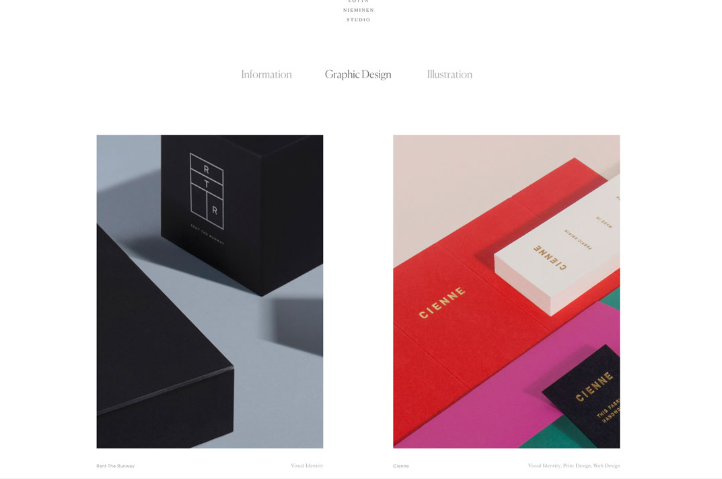 NIEMINEN
STUDIO
Information Graphic Design Illustration
R
T
R
RENT THE RUNWAY
CIENNE
CIENNE
CIENNE
Rent The Runway
Visual Identity
Cienne
Visual Identity, Print Design, Web Design